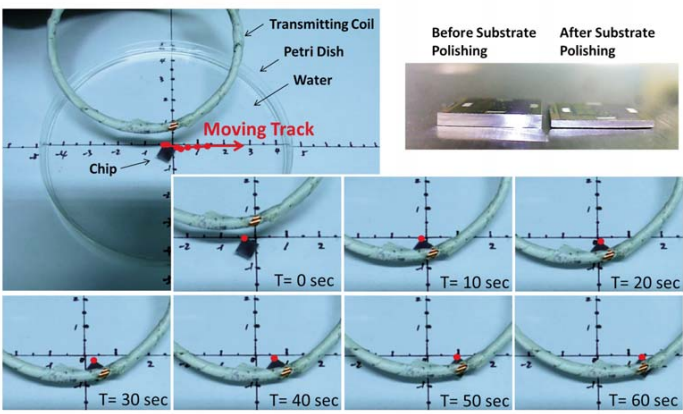 Transmitting Coil
Petri Dish
Water
Moving Track
Chip
Before Substrate
Polishing
After Substrate
Polishing
T= 0 sec
T= 10 sec
T= 20 sec
T= 30 sec
T= 40 sec
T= 50 sec
T= 60 sec